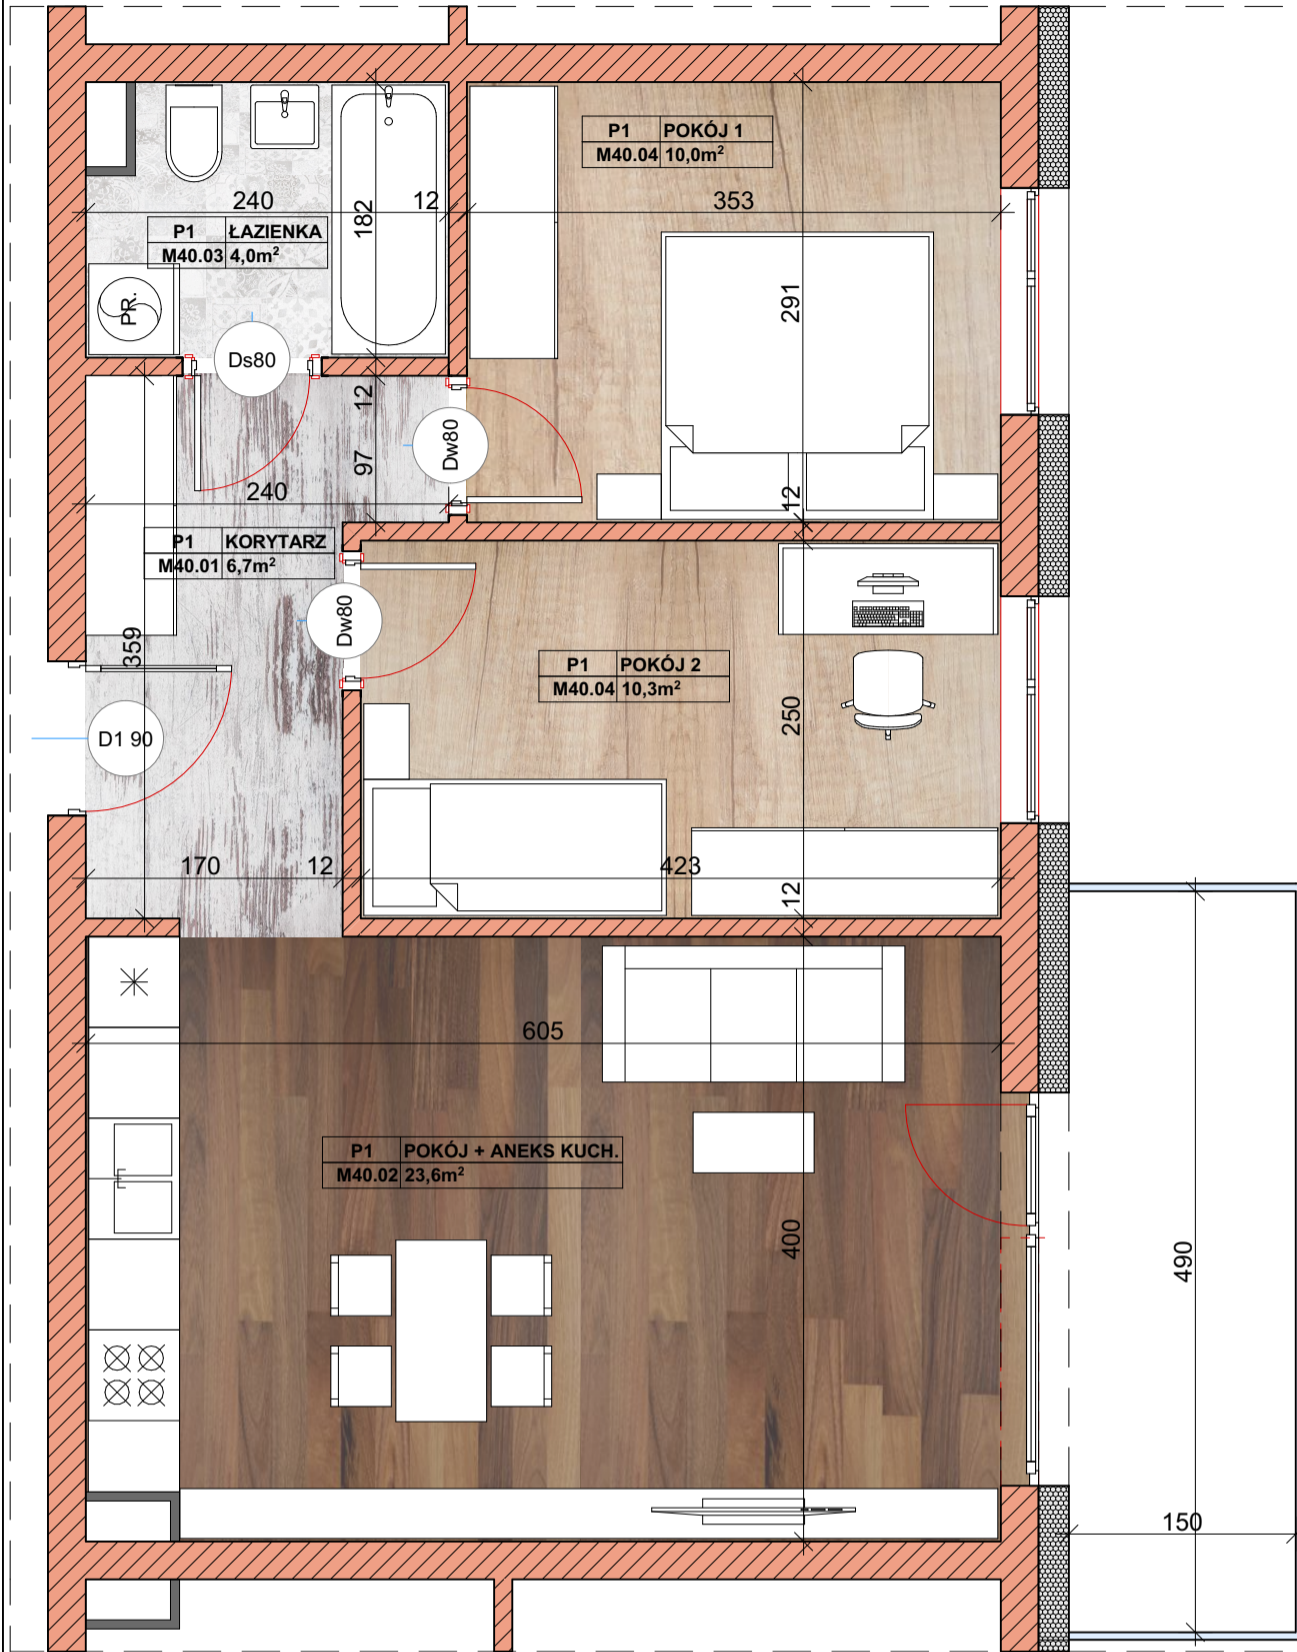 P1 POKÓJ 1
M40.04 10,0m²
240
12
353
182
P1 ŁAZIENKA
M40.03 4,0m²
291
PR.
Ds80
12
Dw80
97
240
12
P1 KORYTARZ
M40.01 6,7m²
Dw80
359
P1 POKÓJ 2
M40.04 10,3m²
250
D1 90
170
12
423
12
605
P1 POKÓJ + ANEKS KUCH.
M40.02 23,6m²
400
490
150